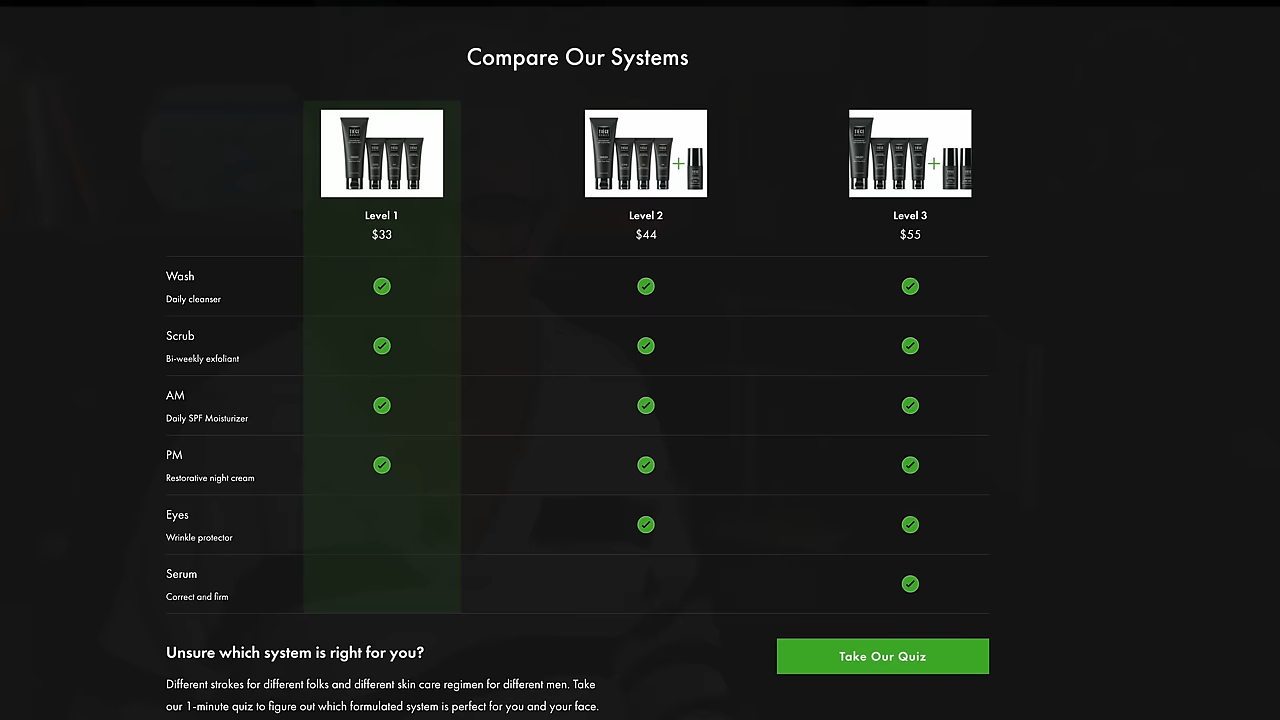 Compare Our Systems
Level 1
$33
Level 2
$44
Level 3
$55
Wash
Daily cleanser
Scrub
Bi-weekly exfoliant
AM
Daily SPF Moisturizer
PM
Restorative night cream
Eyes
Wrinkle protector
Serum
Correct and firm
Unsure which system is right for you?
Take Our Quiz
Different strokes for different folks and different skin care regimen for different men. Take
our 1-minute quiz to figure out which formulated system is perfect for you and your face.